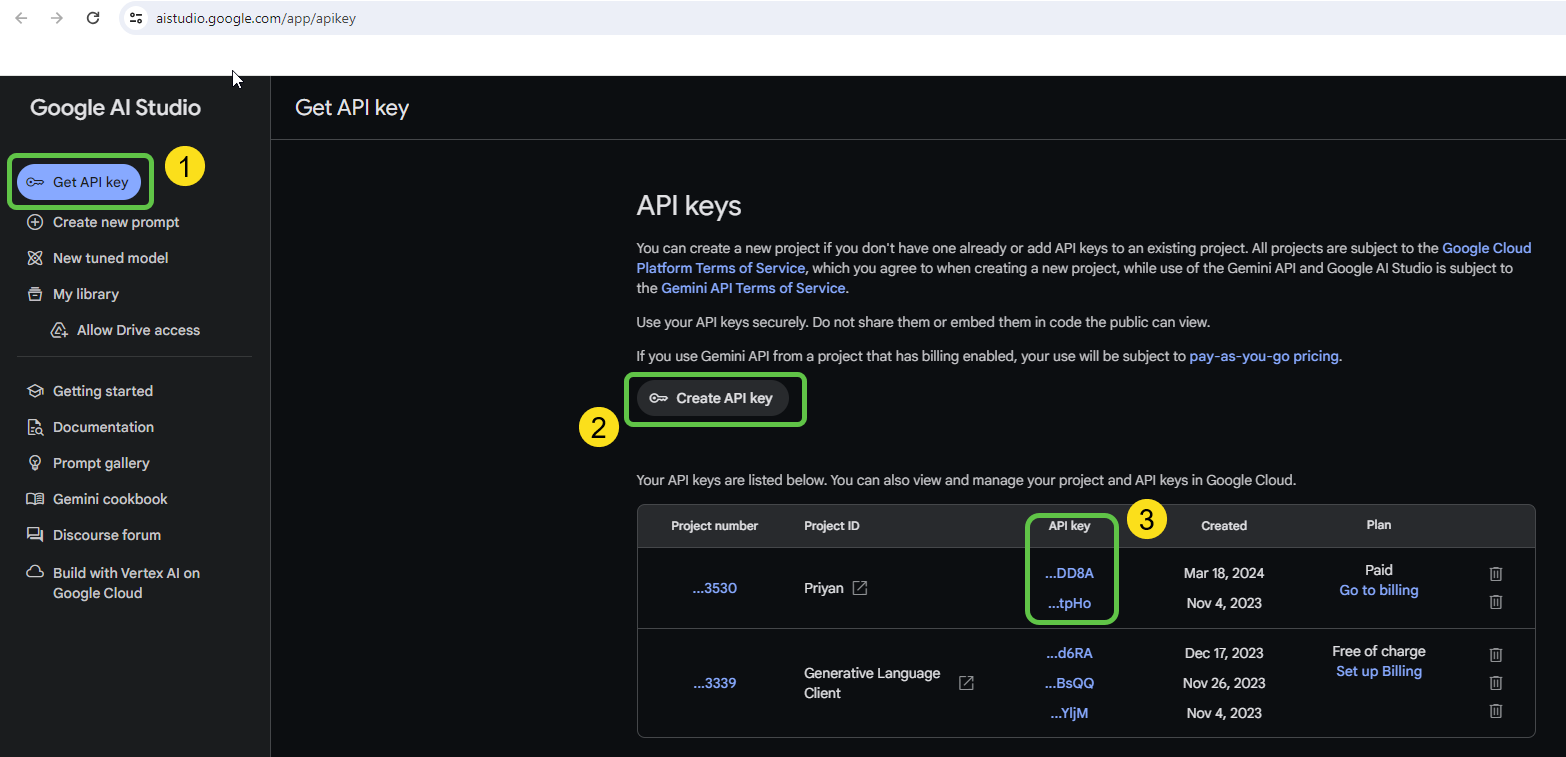 aistudio.google.com/app/apikey
Google AI Studio
Get API key
1
Get API key
Create new prompt
New tuned model
My library
Allow Drive access
Getting started
Documentation
Prompt gallery
Gemini cookbook
Discourse forum
Build with Vertex AI on
Google Cloud
API keys
You can create a new project if you don't have one already or add API keys to an existing project. All projects are subject to the Google Cloud
Platform Terms of Service, which you agree to when creating a new project, while use of the Gemini API and Google AI Studio is subject to
the Gemini API Terms of Service.
Use your API keys securely. Do not share them or embed them in code the public can view.
If you use Gemini API from a project that has billing enabled, your use will be subject to pay-as-you-go pricing.
Create API key
2
Your API keys are listed below. You can also view and manage your project and API keys in Google Cloud.
3
Project number Project ID API key Created Plan
...3530 Priyan ...DD8A Mar 18, 2024 Paid
...tpHo Nov 4, 2023 Go to billing
...3339 Generative Language ...d6RA Dec 17, 2023 Free of charge
Client ...BsQQ Nov 26, 2023 Set up Billing
...YljM Nov 4, 2023